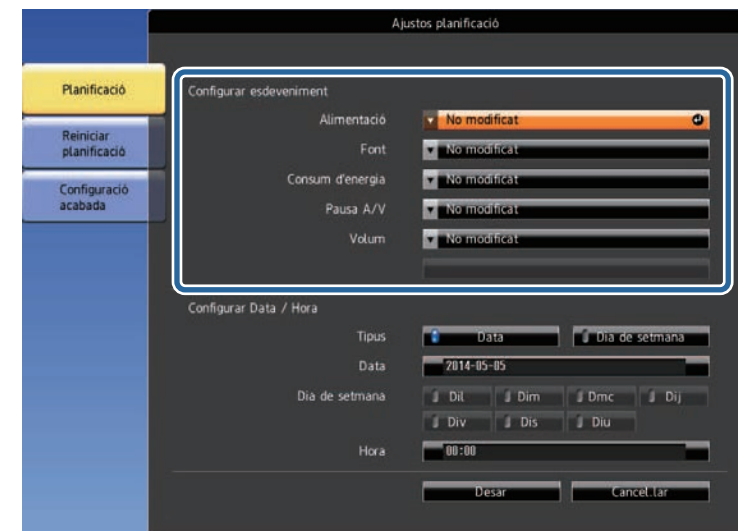 Ajustos planificació
Planificació
Reiniciar
planificació
Configuració
acabada
Configurar esdeveniment
Alimentació No modificat
Font No modificat
Consum d'energia No modificat
Pausa A/V No modificat
Volum No modificat
Configurar Data / Hora
Tipus Data Dia de setmana
Data 2014-05-05
Dia de setmana Dil Dim Dmc Dij
Div Dis Diu
Hora 00:00
Desar Cancel.lar